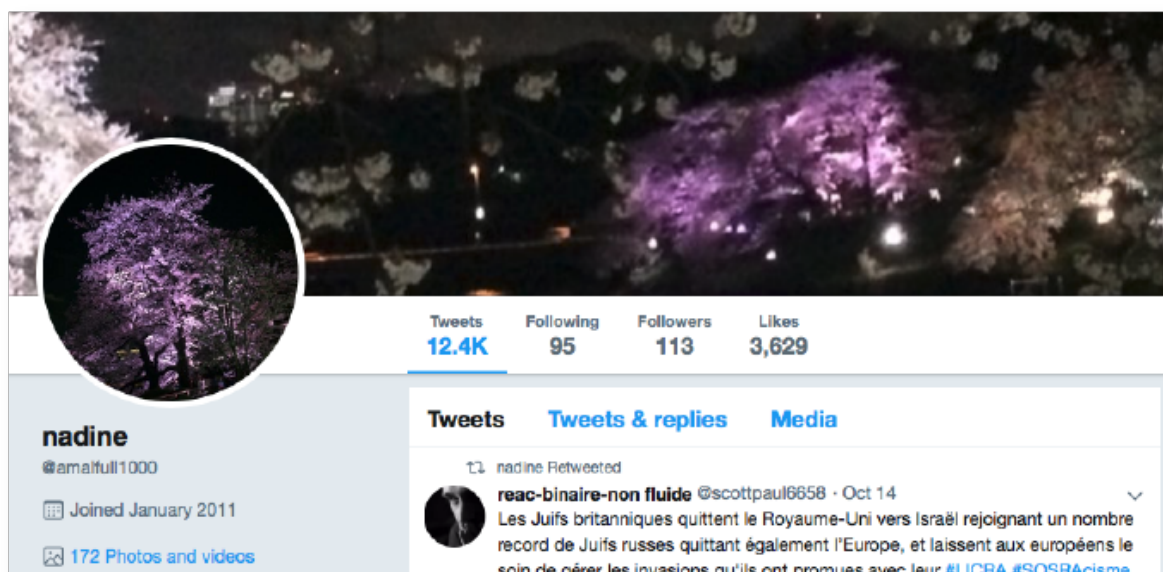 Tweets Following Followers Likes
12.4K 95 113 3,629
nadine
@amalfull1000
Joined January 2011
172 Photos and videos
Tweets Tweets & replies Media
nadine Retweeted
reac-binaire-non fluide @scottpaul6658 · Oct 14
Les Juifs britanniques quittent le Royaume-Uni vers Israël rejoignant un nombre
record de Juifs russes quittant également l'Europe, et laissent aux européens le
soin de gérer les invasions qu'ils ont promues avec leur #LICRA #SOSRAcisme